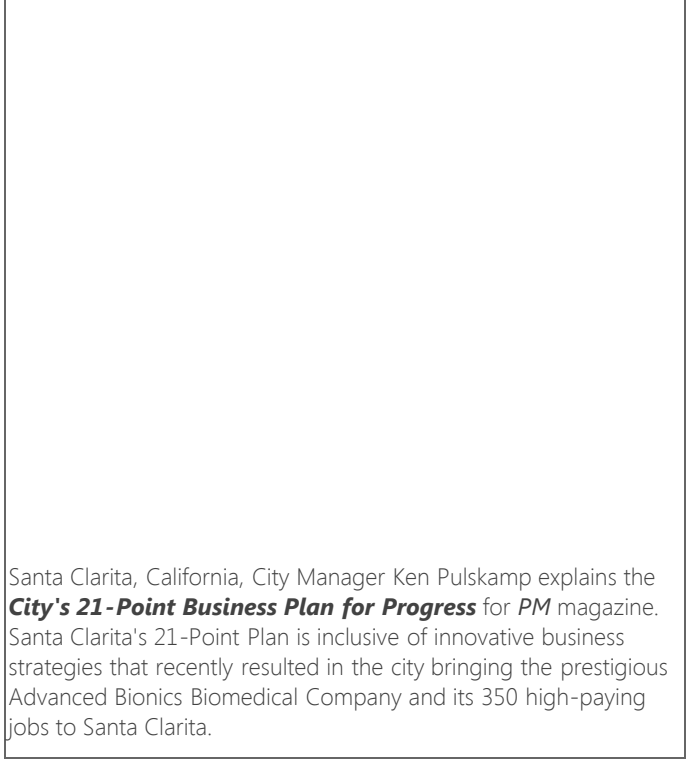 Santa Clarita, California, City Manager Ken Pulskamp explains the
City's 21-Point Business Plan for Progress for PM magazine.
Santa Clarita's 21-Point Plan is inclusive of innovative business
strategies that recently resulted in the city bringing the prestigious
Advanced Bionics Biomedical Company and its 350 high-paying
jobs to Santa Clarita.